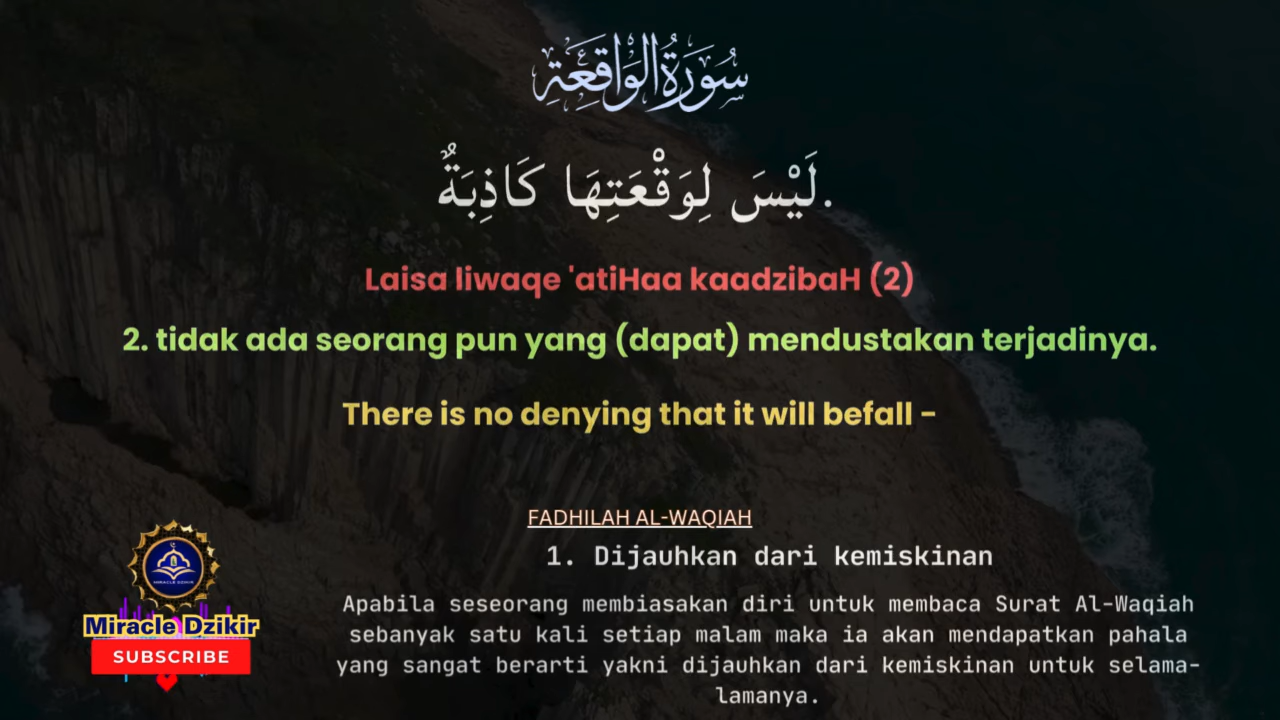 سُورَةُ الْوَاقِعَةِ
لَيْسَ لِوَقْعَتِهَا كَاذِبَةٌ.
Laisa liwaqe 'atiHaa kaadzibaH (2)
2. tidak ada seorang pun yang (dapat) mendustakan terjadinya.
There is no denying that it will befall -
FADHILAH AL-WAQIAH
1. Dijauhkan dari kemiskinan
Apabila seseorang membiasakan diri untuk membaca Surat Al-Waqiah
sebanyak satu kali setiap malam maka ia akan mendapatkan pahala
yang sangat berarti yakni dijauhkan dari kemiskinan untuk selama-
lamanya.
MIRACLE DZIKIR
Miracle Dzikir
SUBSCRIBE